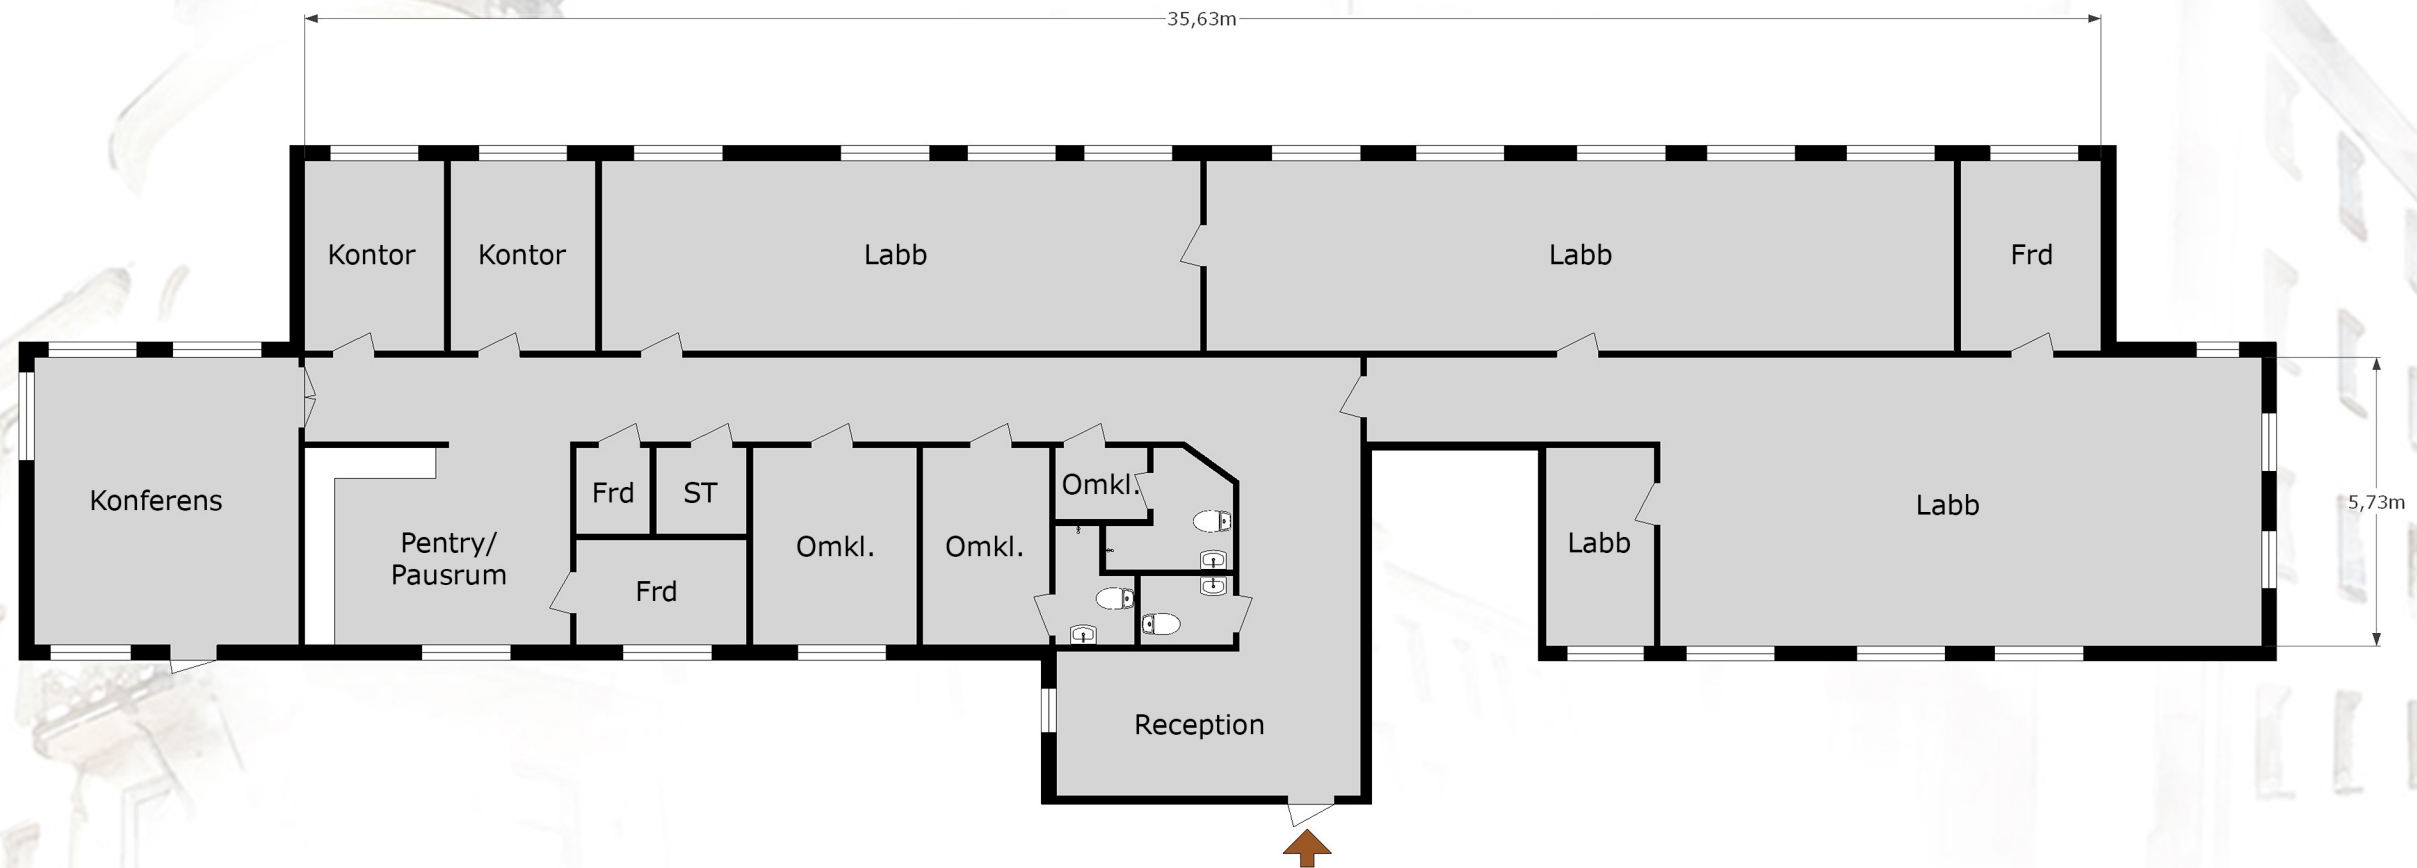 35,63m
Kontor
Kontor
Labb
Labb
Frd
Konferens
Pentry/
Pausrum
Frd
ST
Frd
Omkl.
Omkl.
Omkl.
Labb
Labb
5,73m
Reception